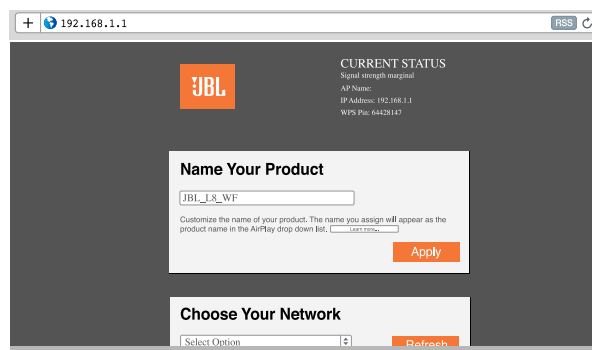 + 192.168.1.1 RSS
JBL
CURRENT STATUS
Signal strength marginal
AP Name:
IP Address: 192.168.1.1
WPS Pin: 64428147
Name Your Product
JBL_L8_WF
Customize the name of your product. The name you assign will appear as the
product name in the AirPlay drop down list. Learn more...
Apply
Choose Your Network
Select Option
Refresh